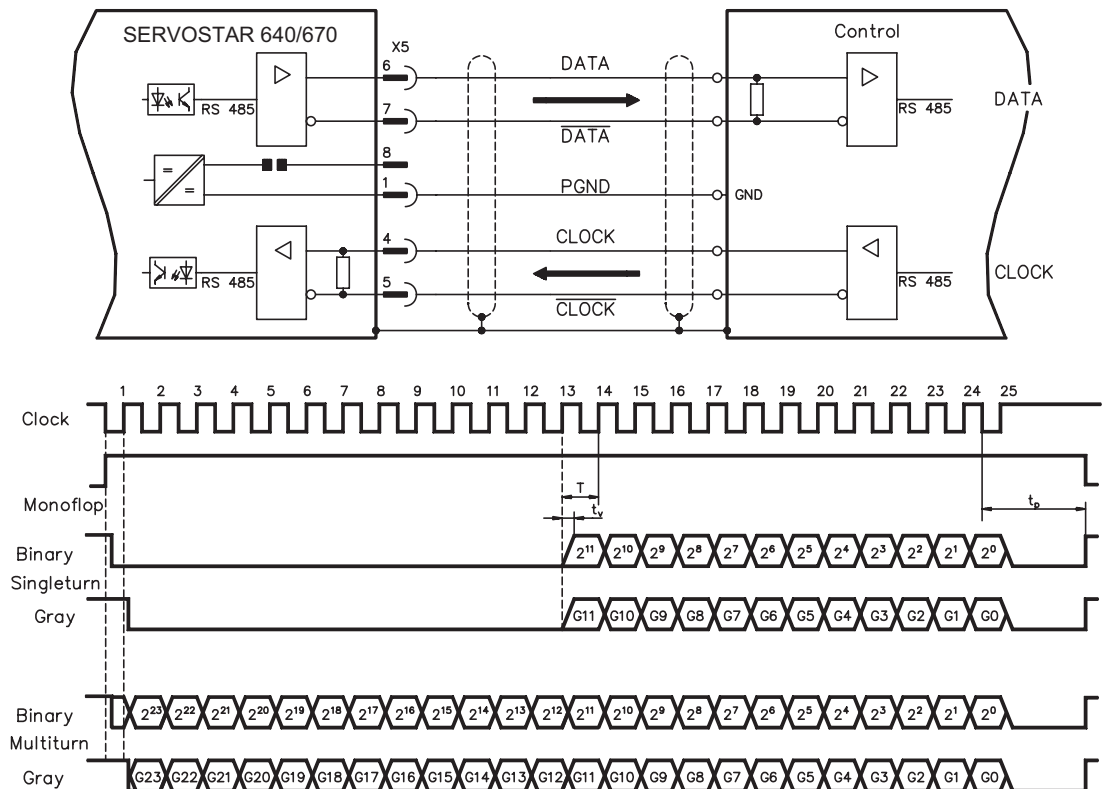 SERVOSTAR 640/670
X5
Control
6
DATA
RS 485
RS 485
DATA
7
DATA
8
1
PGND
GND
4
CLOCK
RS 485
RS 485
CLOCK
5
CLOCK
1 2 3 4 5 6 7 8 9 10 11 12 13 14 15 16 17 18 19 20 21 22 23 24 25
Clock
T
Monoflop
tv
tp
Binary
2¹¹ 2¹⁰ 2⁹ 2⁸ 2⁷ 2⁶ 2⁵ 2⁴ 2³ 2² 2¹ 2⁰
Singleturn
Gray
G11 G10 G9 G8 G7 G6 G5 G4 G3 G2 G1 G0
Binary
2²³ 2²² 2²¹ 2²⁰ 2¹⁹ 2¹⁸ 2¹⁷ 2¹⁶ 2¹⁵ 2¹⁴ 2¹³ 2¹² 2¹¹ 2¹⁰ 2⁹ 2⁸ 2⁷ 2⁶ 2⁵ 2⁴ 2³ 2² 2¹ 2⁰
Multiturn
Gray
G23 G22 G21 G20 G19 G18 G17 G16 G15 G14 G13 G12 G11 G10 G9 G8 G7 G6 G5 G4 G3 G2 G1 G0